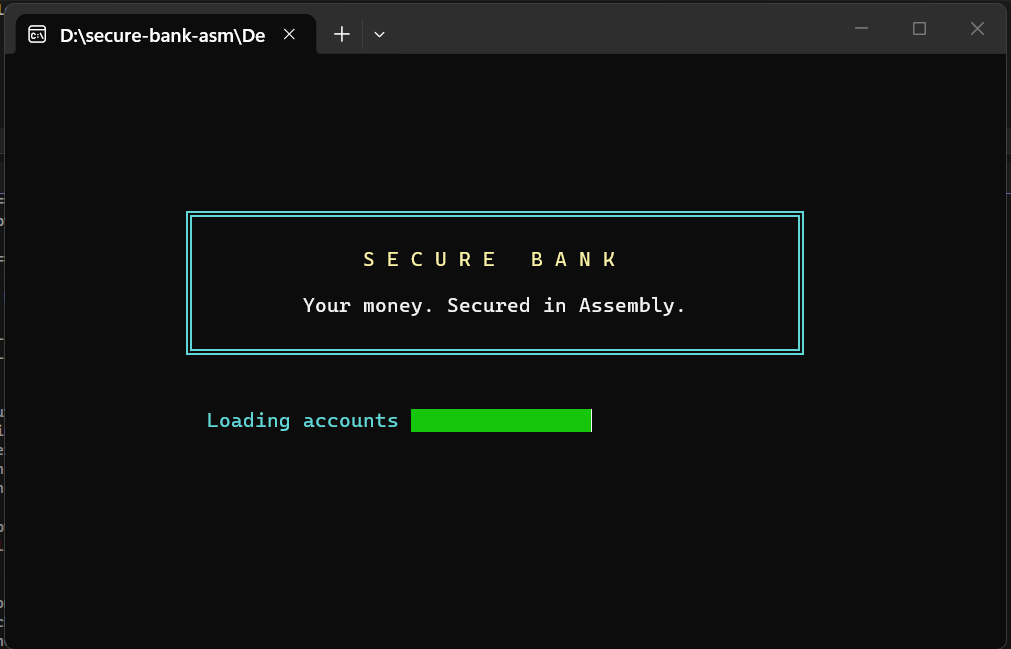 D:\secure-bank-asm\De
S E C U R E   B A N K
Your money. Secured in Assembly.
Loading accounts